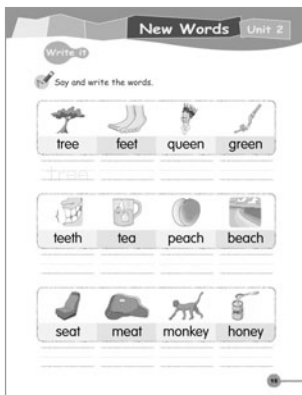 New Words Unit 2
Write it
Say and write the words.
tree feet queen green
tree
teeth tea peach beach
seat meat monkey honey